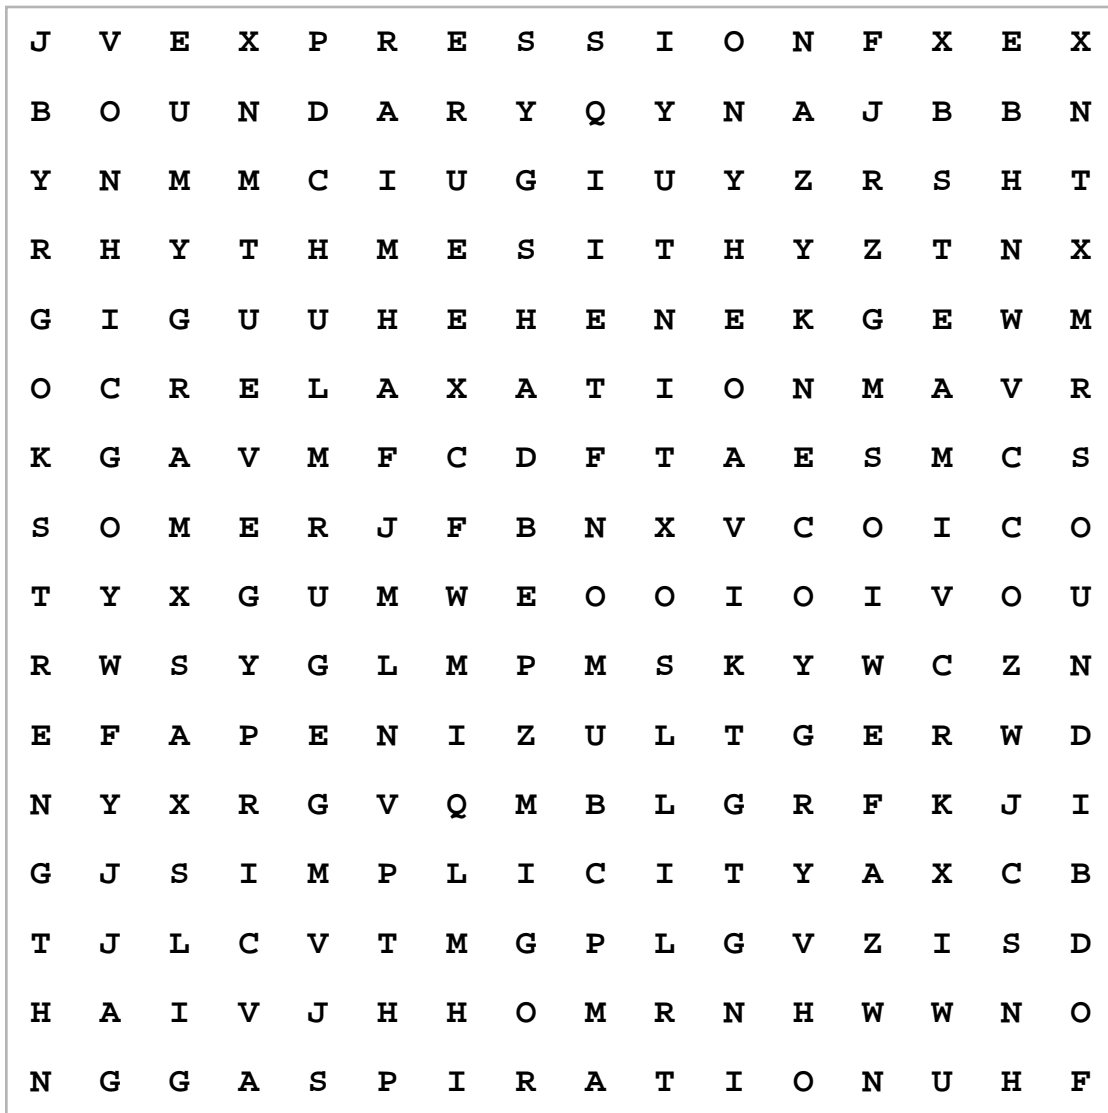 J V E X P R E S S I O N F X E X
B O U N D A R Y Q Y N A J B B N
Y N M M C I U G I U Y Z R S H T
R H Y T H M E S I T H Y Z T N X
G I G U U H E H E N E K G E W M
O C R E L A X A T I O N M A V R
K G A V M F C D F T A E S M C S
S O M E R J F B N X V C O I C O
T Y X G U M W E O O I O I V O U
R W S Y G L M P M S K Y W C Z N
E F A P E N I Z U L T G E R W D
N Y X R G V Q M B L G R F K J I
G J S I M P L I C I T Y A X C B
T J L C V T M G P L G V Z I S D
H A I V J H H O M R N H W W N O
N G G A S P I R A T I O N U H F